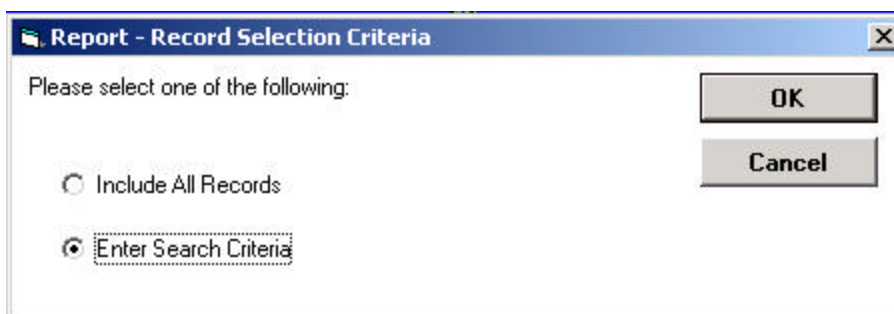 Report - Record Selection Criteria
Please select one of the following:
OK
Cancel
Include All Records
Enter Search Criteria